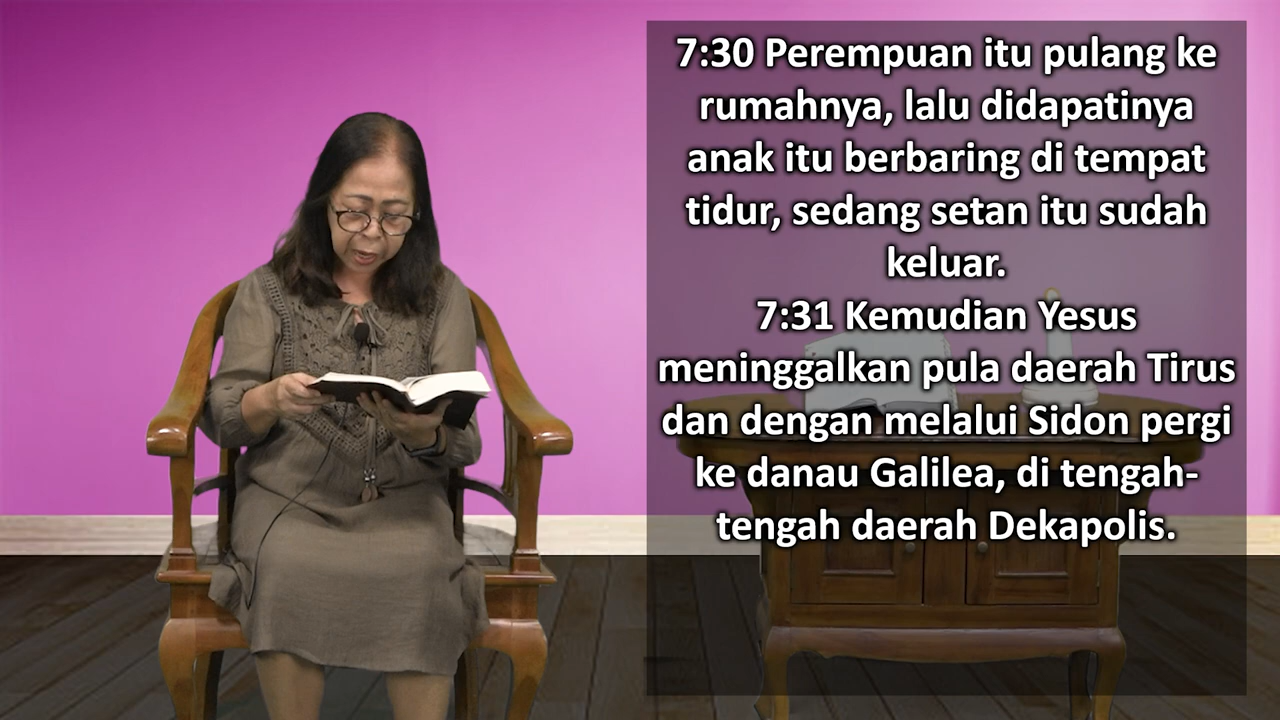 7:30 Perempuan itu pulang ke
rumahnya, lalu didapatinya
anak itu berbaring di tempat
tidur, sedang setan itu sudah
keluar.
7:31 Kemudian Yesus
meninggalkan pula daerah Tirus
dan dengan melalui Sidon pergi
ke danau Galilea, di tengah-
tengah daerah Dekapolis.